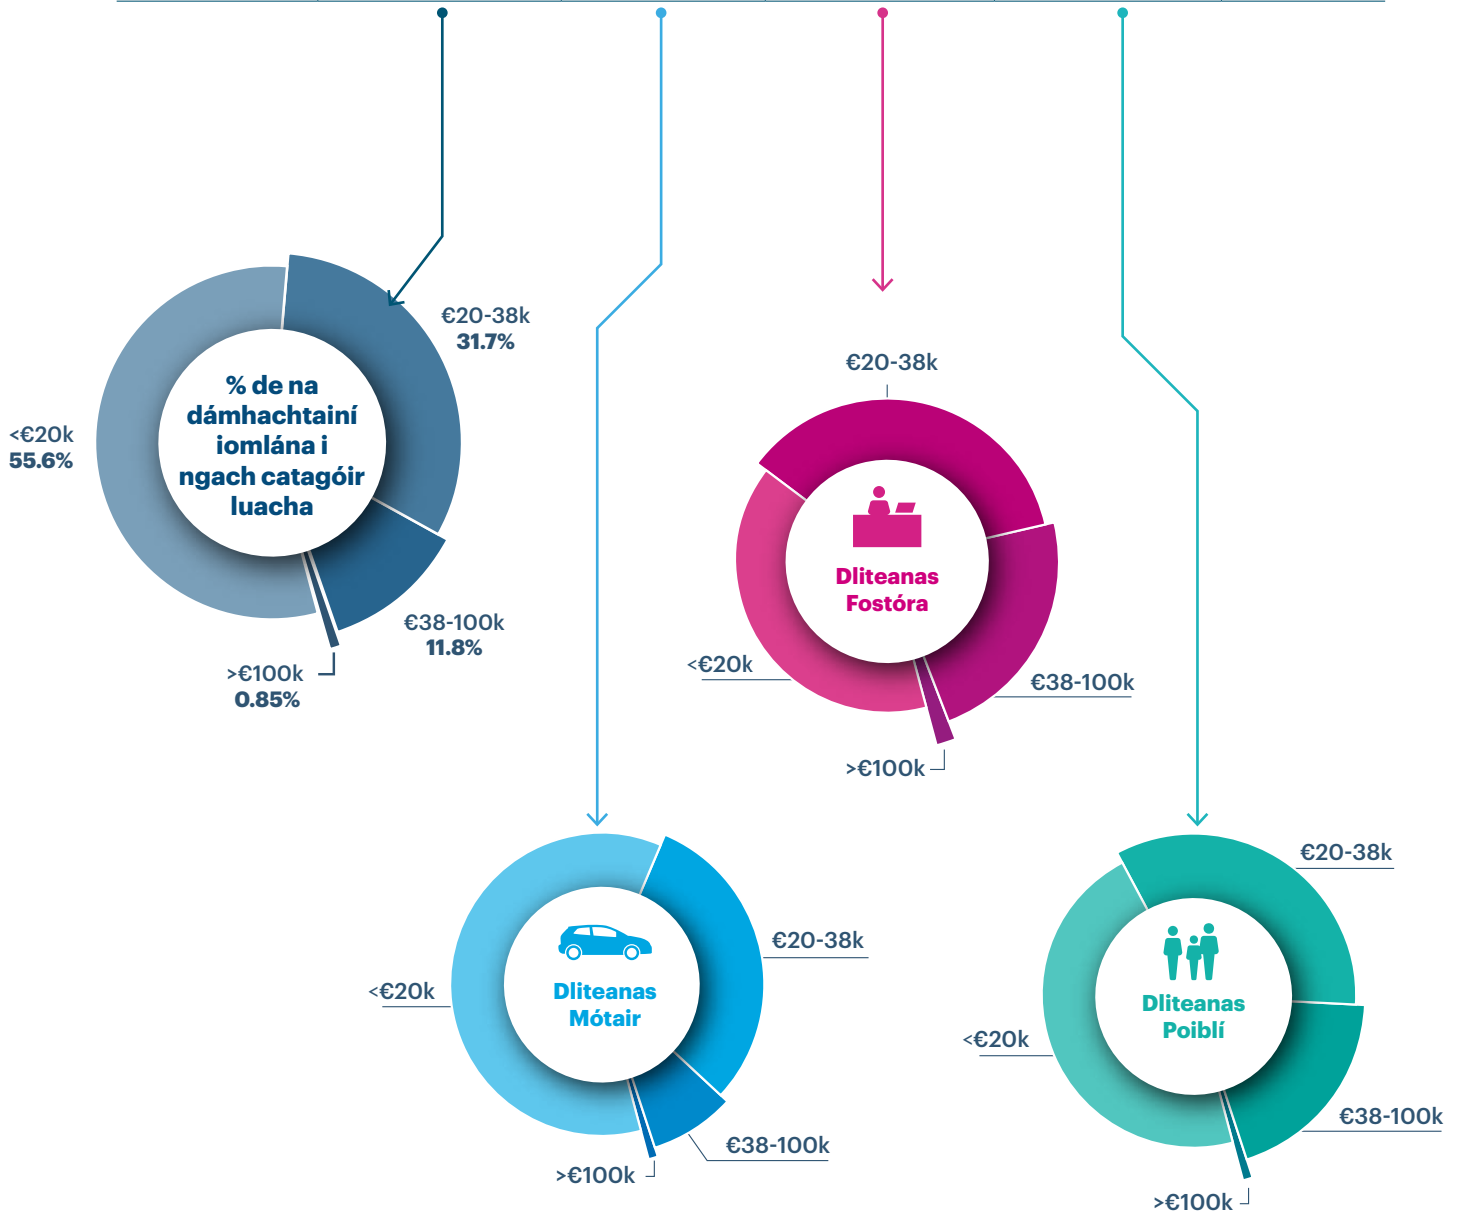 €20-38k
31.7%
% de na
dámhachtainí
iomlána i
ngach catagóir
luacha
<€20k
55.6%
€38-100k
11.8%
>€100k
0.85%
€20-38k
Dliteanas
Fostóra
<€20k
€38-100k
>€100k
€20-38k
Dliteanas
Mótair
<€20k
€38-100k
>€100k
€20-38k
Dliteanas
Poiblí
<€20k
€38-100k
>€100k